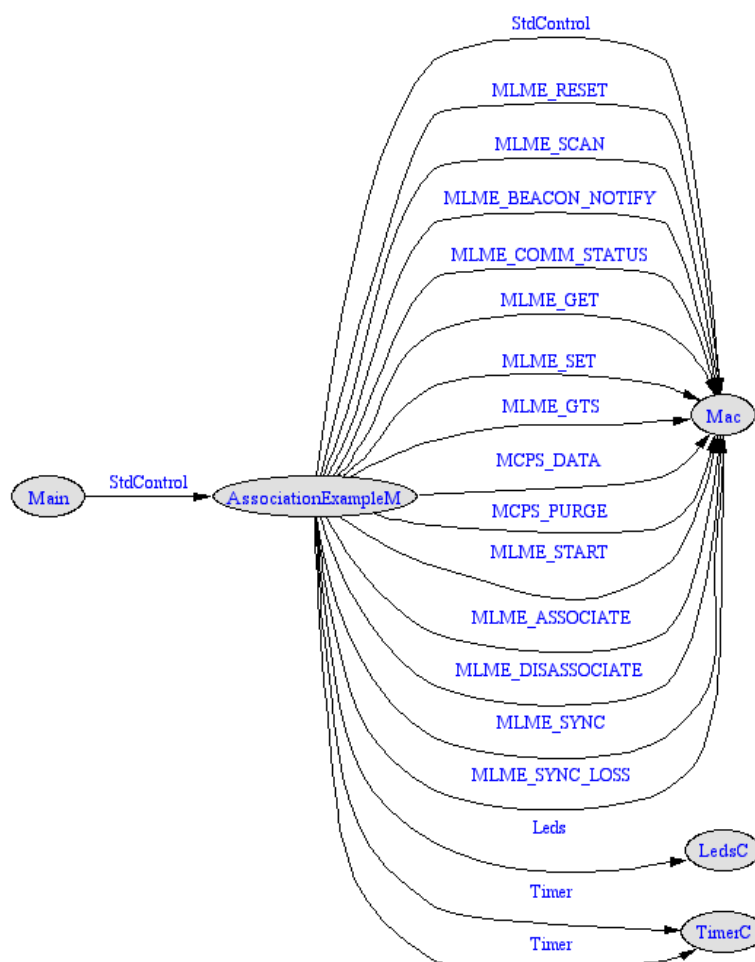 StdControl
MLME_RESET
MLME_SCAN
MLME_BEACON_NOTIFY
MLME_COMM_STATUS
MLME_GET
MLME_SET
MLME_GTS
Mac
MCPS_DATA
Main
StdControl
AssociationExampleM
MCPS_PURGE
MLME_START
MLME_ASSOCIATE
MLME_DISASSOCIATE
MLME_SYNC
MLME_SYNC_LOSS
Leds
LedsC
Timer
TimerC
Timer